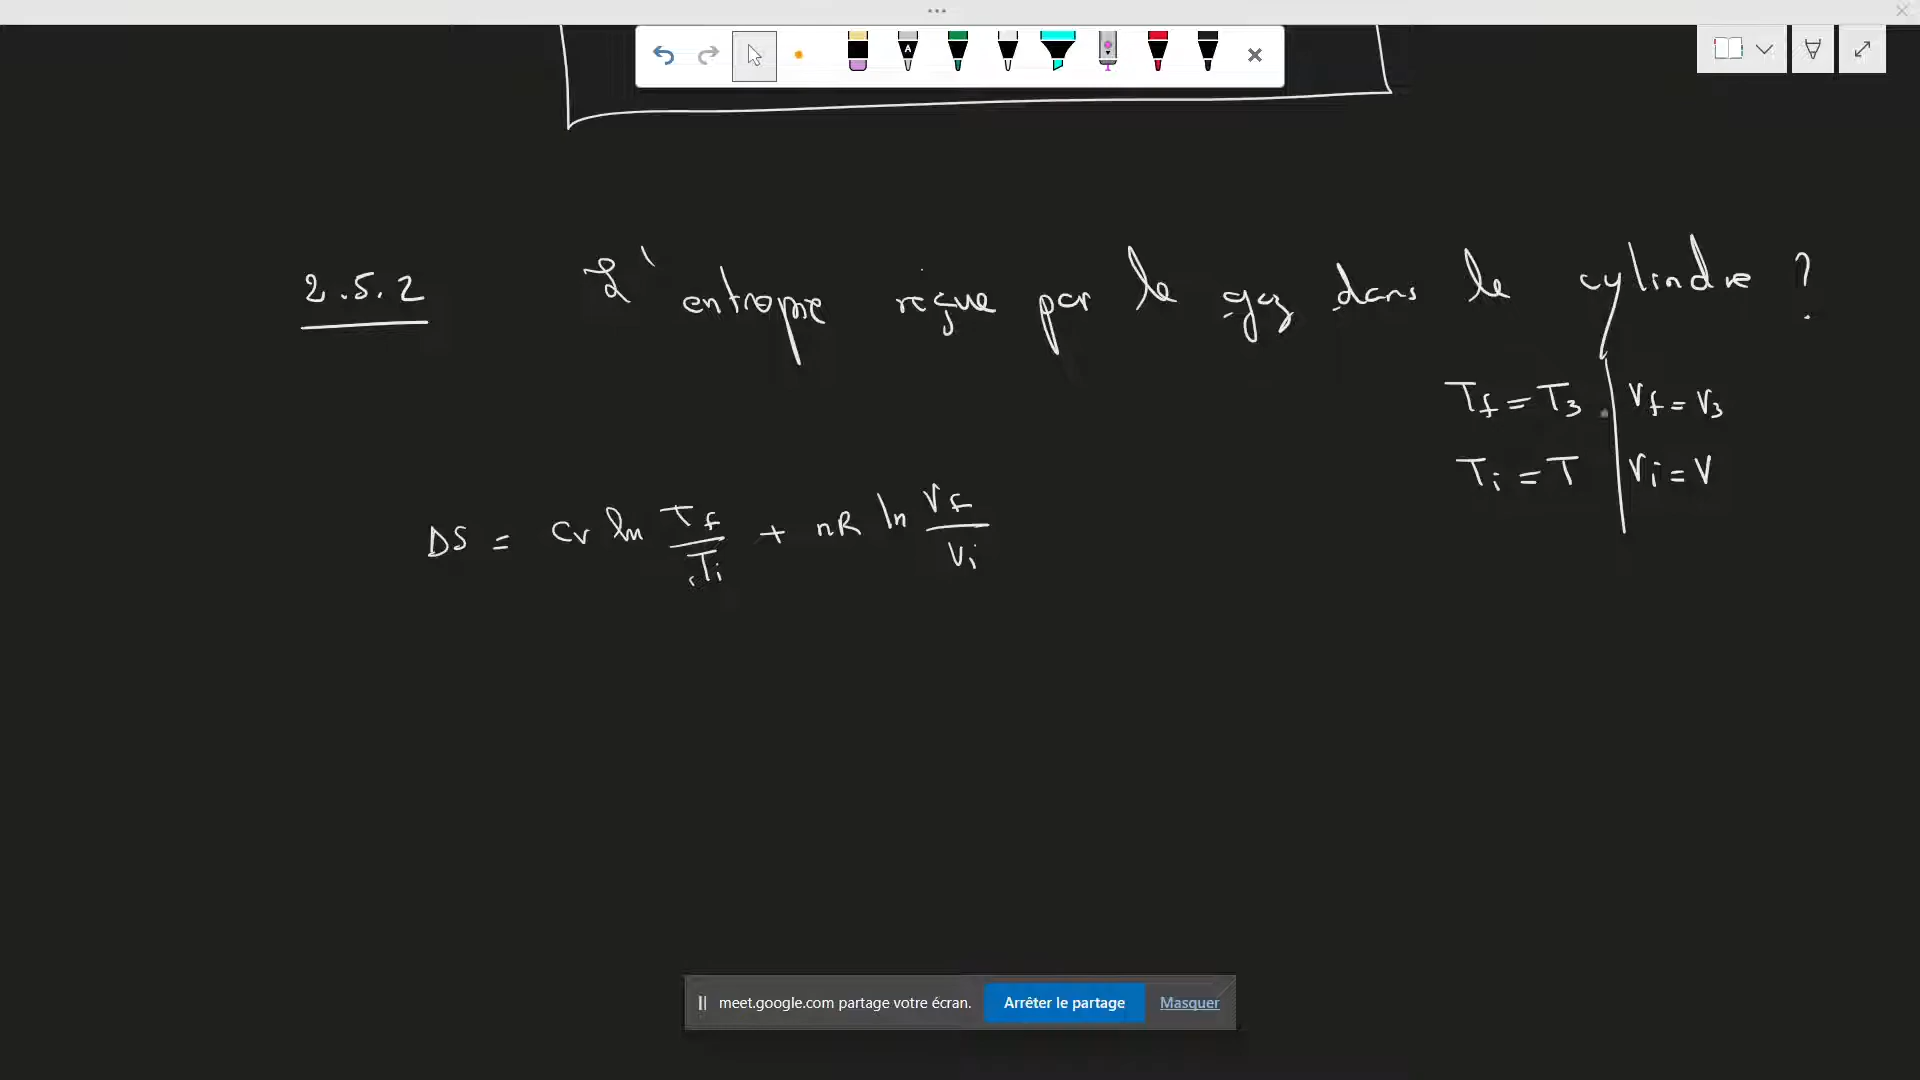 2.5.2 L'entropie reçue par le gaz dans le cylindre ?
Tf = T3 | Vf = V3
Ti = T | Vi = V
DS = Cv ln Tf/Ti + nR ln Vf/Vi
meet.google.com partage votre écran. Arrêter le partage Masquer